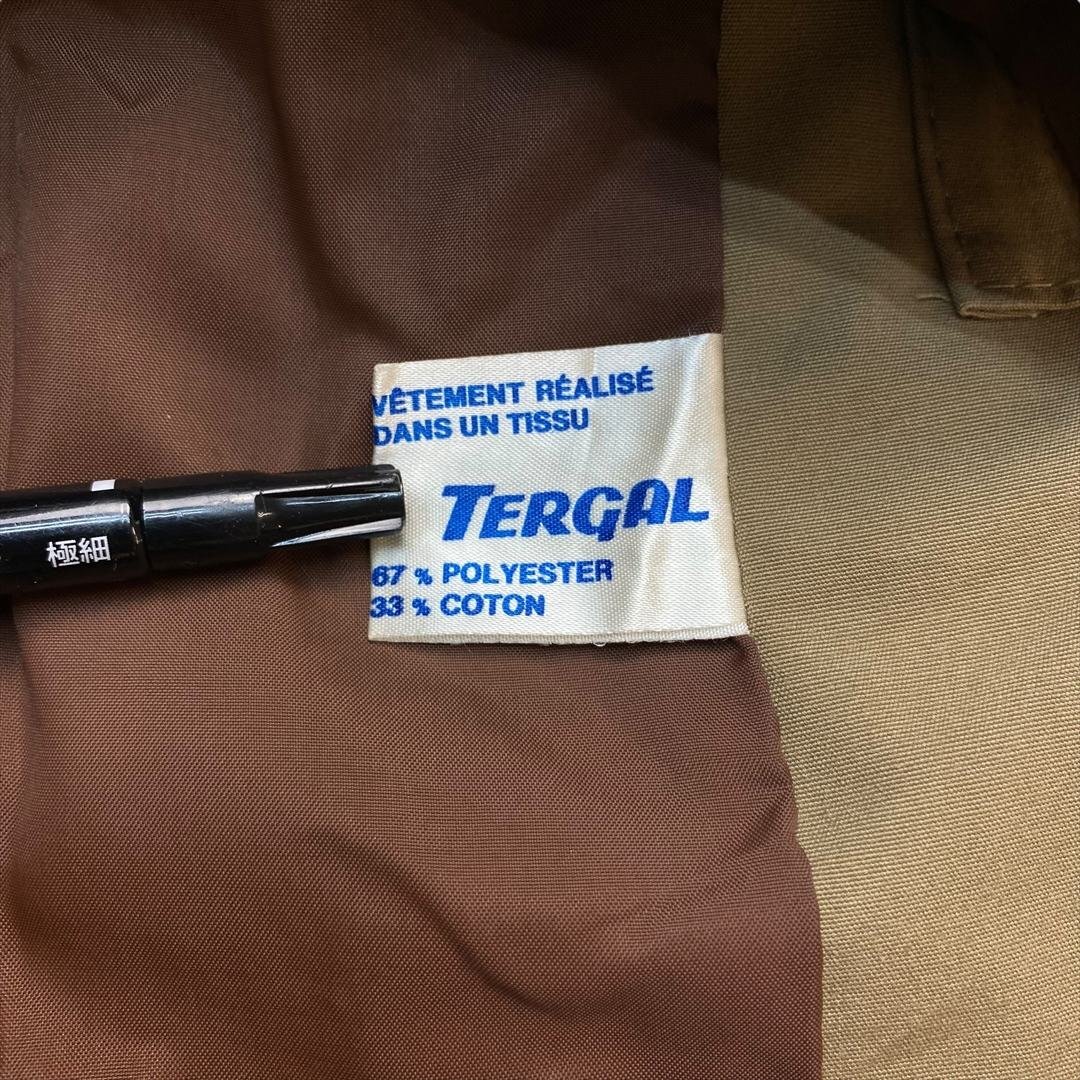 VÊTEMENT RÉALISÉ
DANS UN TISSU
TERGAL
67 % POLYESTER
33 % COTON
極細